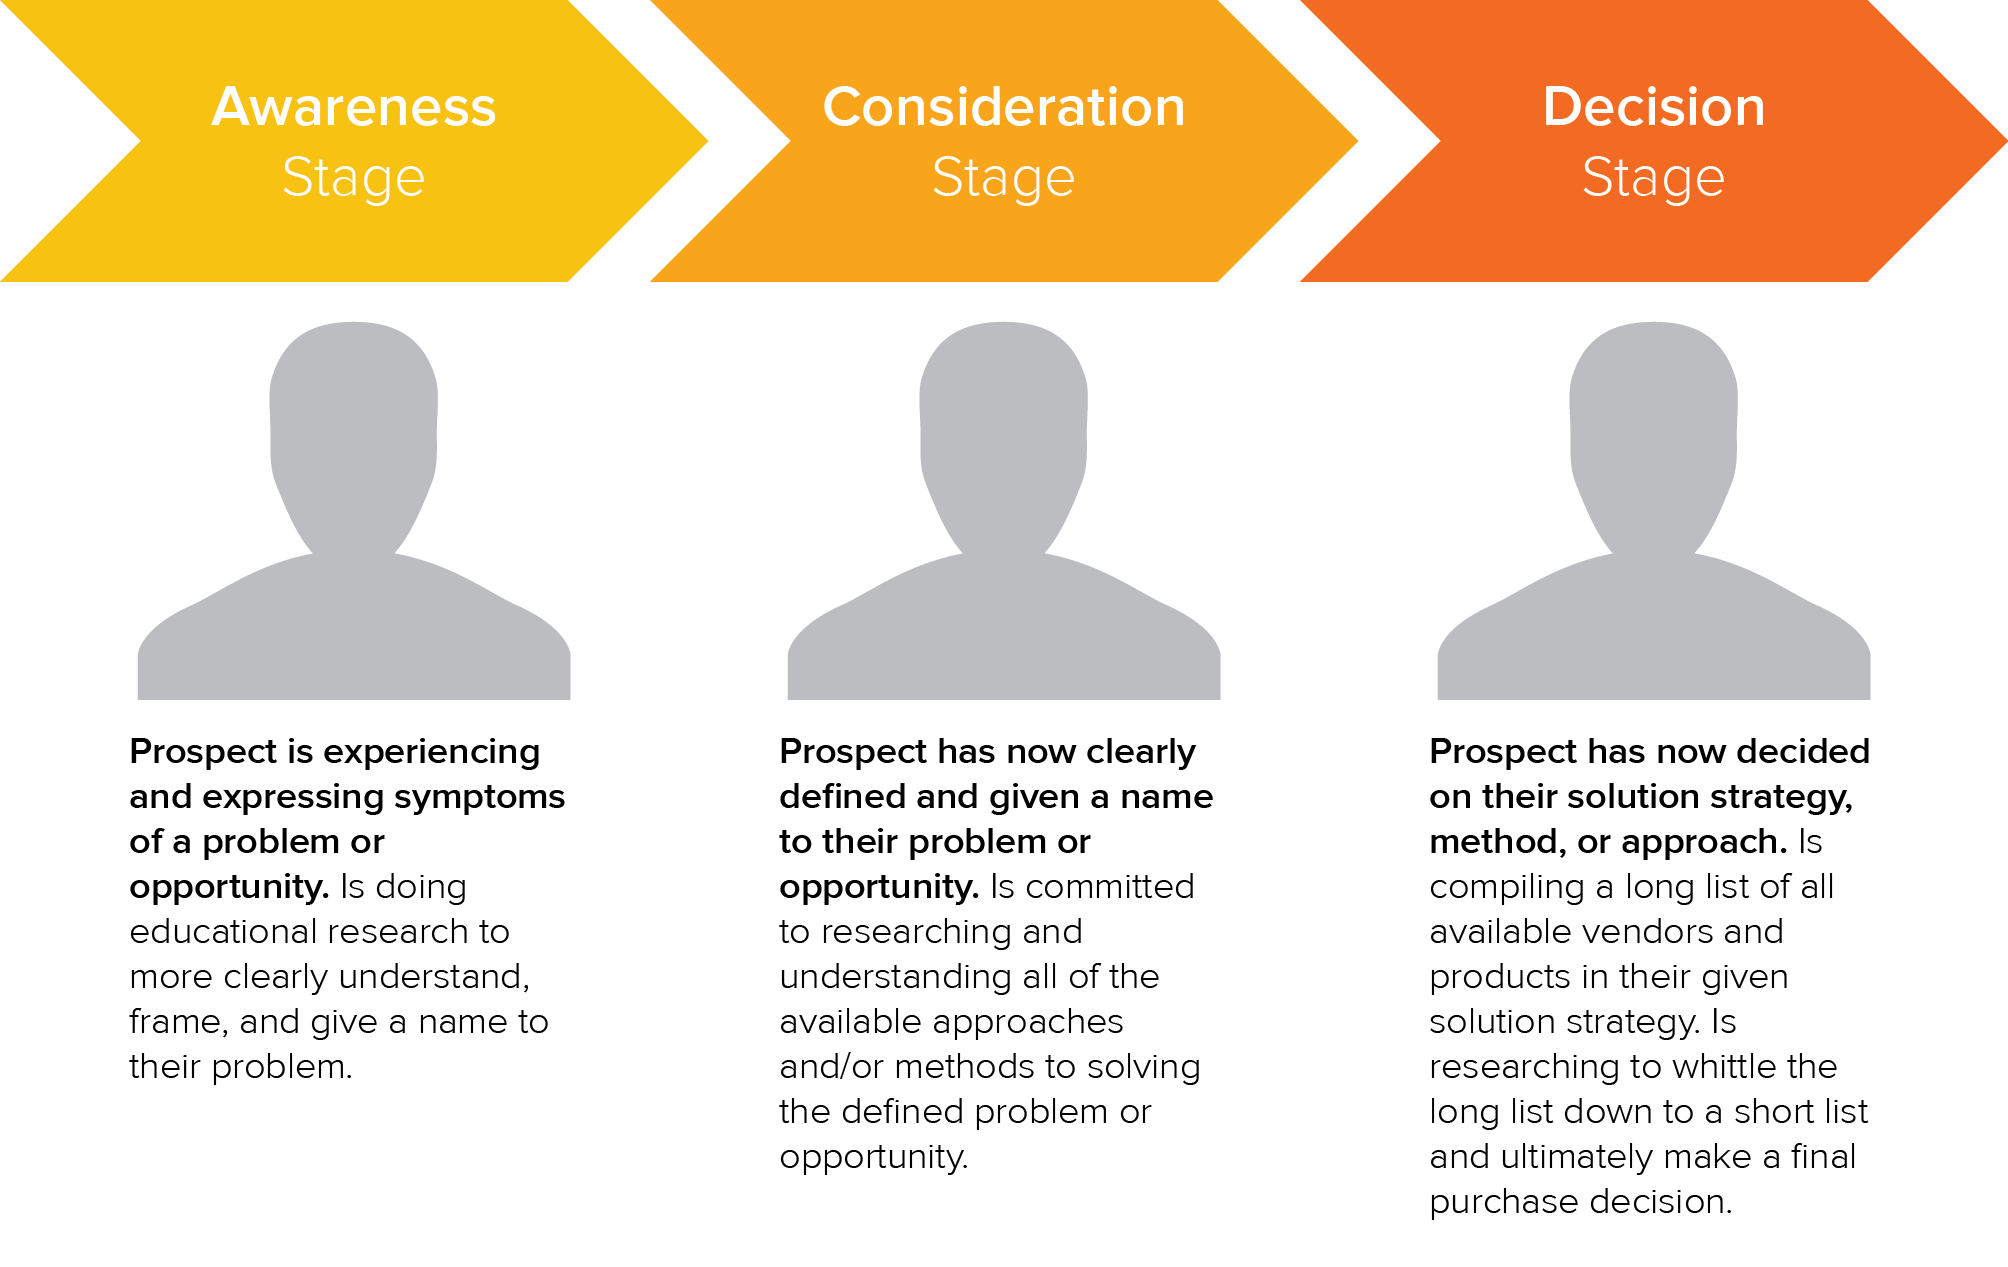 Awareness
Stage
Consideration
Stage
Decision
Stage
Prospect is experiencing
and expressing symptoms
of a problem or
opportunity. Is doing
educational research to
more clearly understand,
frame, and give a name to
their problem.
Prospect has now clearly
defined and given a name
to their problem or
opportunity. Is committed
to researching and
understanding all of the
available approaches
and/or methods to solving
the defined problem or
opportunity.
Prospect has now decided
on their solution strategy,
method, or approach. Is
compiling a long list of all
available vendors and
products in their given
solution strategy. Is
researching to whittle the
long list down to a short list
and ultimately make a final
purchase decision.